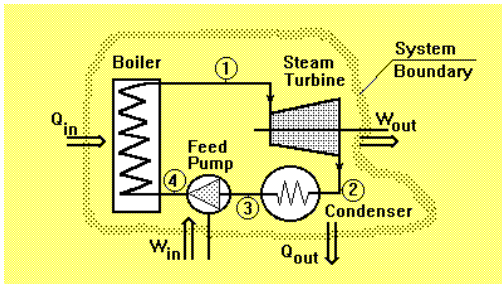 Boiler
1
Steam
Turbine
System
Boundary
Qin
Wout
Feed
Pump
4
3
2
Condenser
Win
Qout